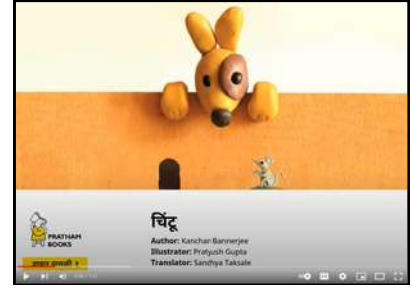 चिंटू
PRATHAM
BOOKS
Author: Kanchan Bannerjee
Illustrator: Pratyush Gupta
Translator: Sandhya Taksale